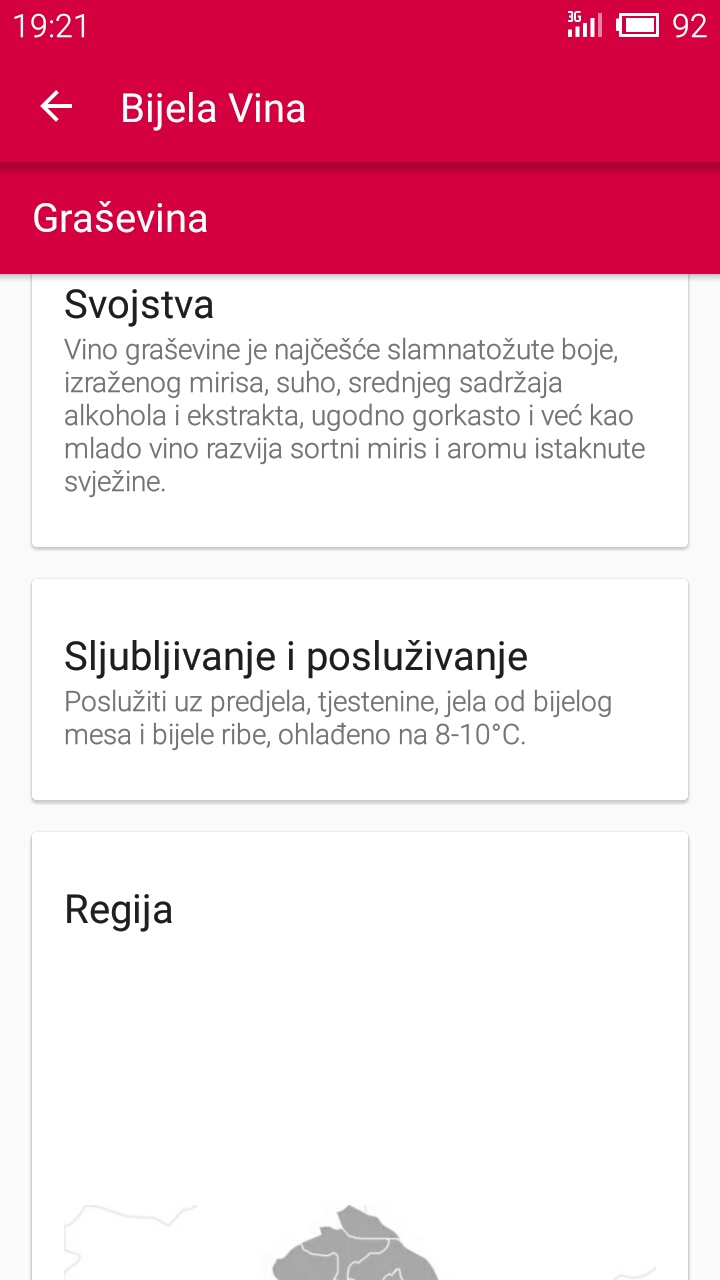 19:21
3G
92
Bijela Vina
Graševina
Svojstva
Vino graševine je najčešće slamnatožute boje,
izraženog mirisa, suho, srednjeg sadržaja
alkohola i ekstrakta, ugodno gorkasto i već kao
mlado vino razvija sortni miris i aromu istaknute
svježine.
Sljubljivanje i posluživanje
Poslužiti uz predjela, tjestenine, jela od bijelog
mesa i bijele ribe, ohlađeno na 8-10°C.
Regija